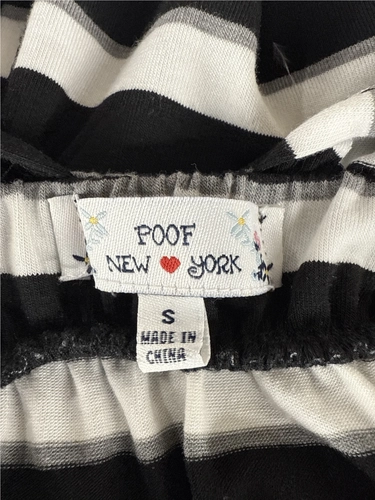 POOF
NEW YORK
S
MADE IN
CHINA